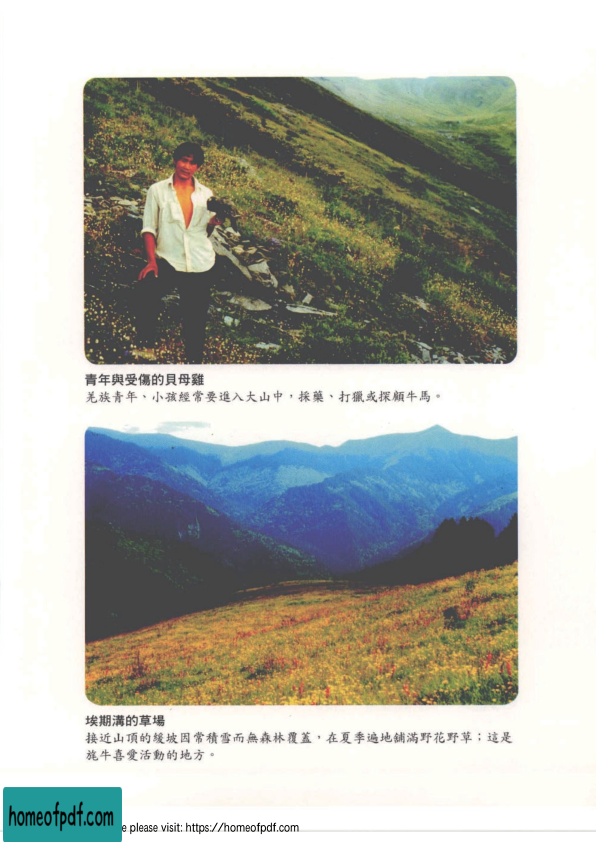 青年與受傷的貝母雞
羌族青年、小孩經常要進入大山中，採藥、打獵或探顧牛馬。
埃期溝的草場
接近山頂的緩坡因常積雪而無森林覆蓋，在夏季遍地舖滿野花野草；這是
旄牛喜愛活動的地方。
homeofpdf.com
e please visit: https://homeofpdf.com